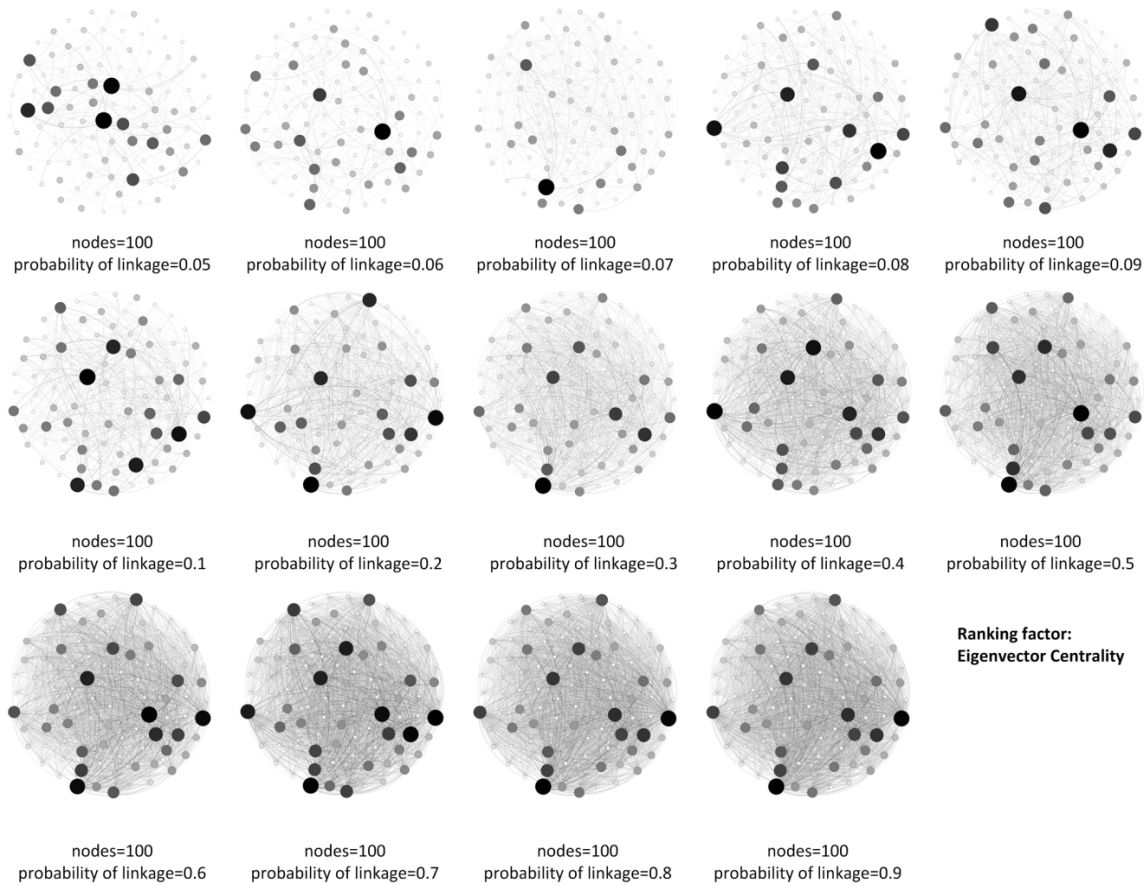 nodes=100
probability of linkage=0.05
nodes=100
probability of linkage=0.06
nodes=100
probability of linkage=0.07
nodes=100
probability of linkage=0.08
nodes=100
probability of linkage=0.09
nodes=100
probability of linkage=0.1
nodes=100
probability of linkage=0.2
nodes=100
probability of linkage=0.3
nodes=100
probability of linkage=0.4
nodes=100
probability of linkage=0.5
Ranking factor:
Eigenvector Centrality
nodes=100
probability of linkage=0.6
nodes=100
probability of linkage=0.7
nodes=100
probability of linkage=0.8
nodes=100
probability of linkage=0.9